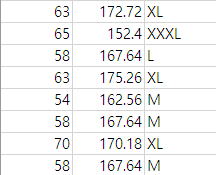 63 172.72 XL
65 152.4 XXXL
58 167.64 L
63 175.26 XL
54 162.56 M
58 167.64 M
70 170.18 XL
58 167.64 M